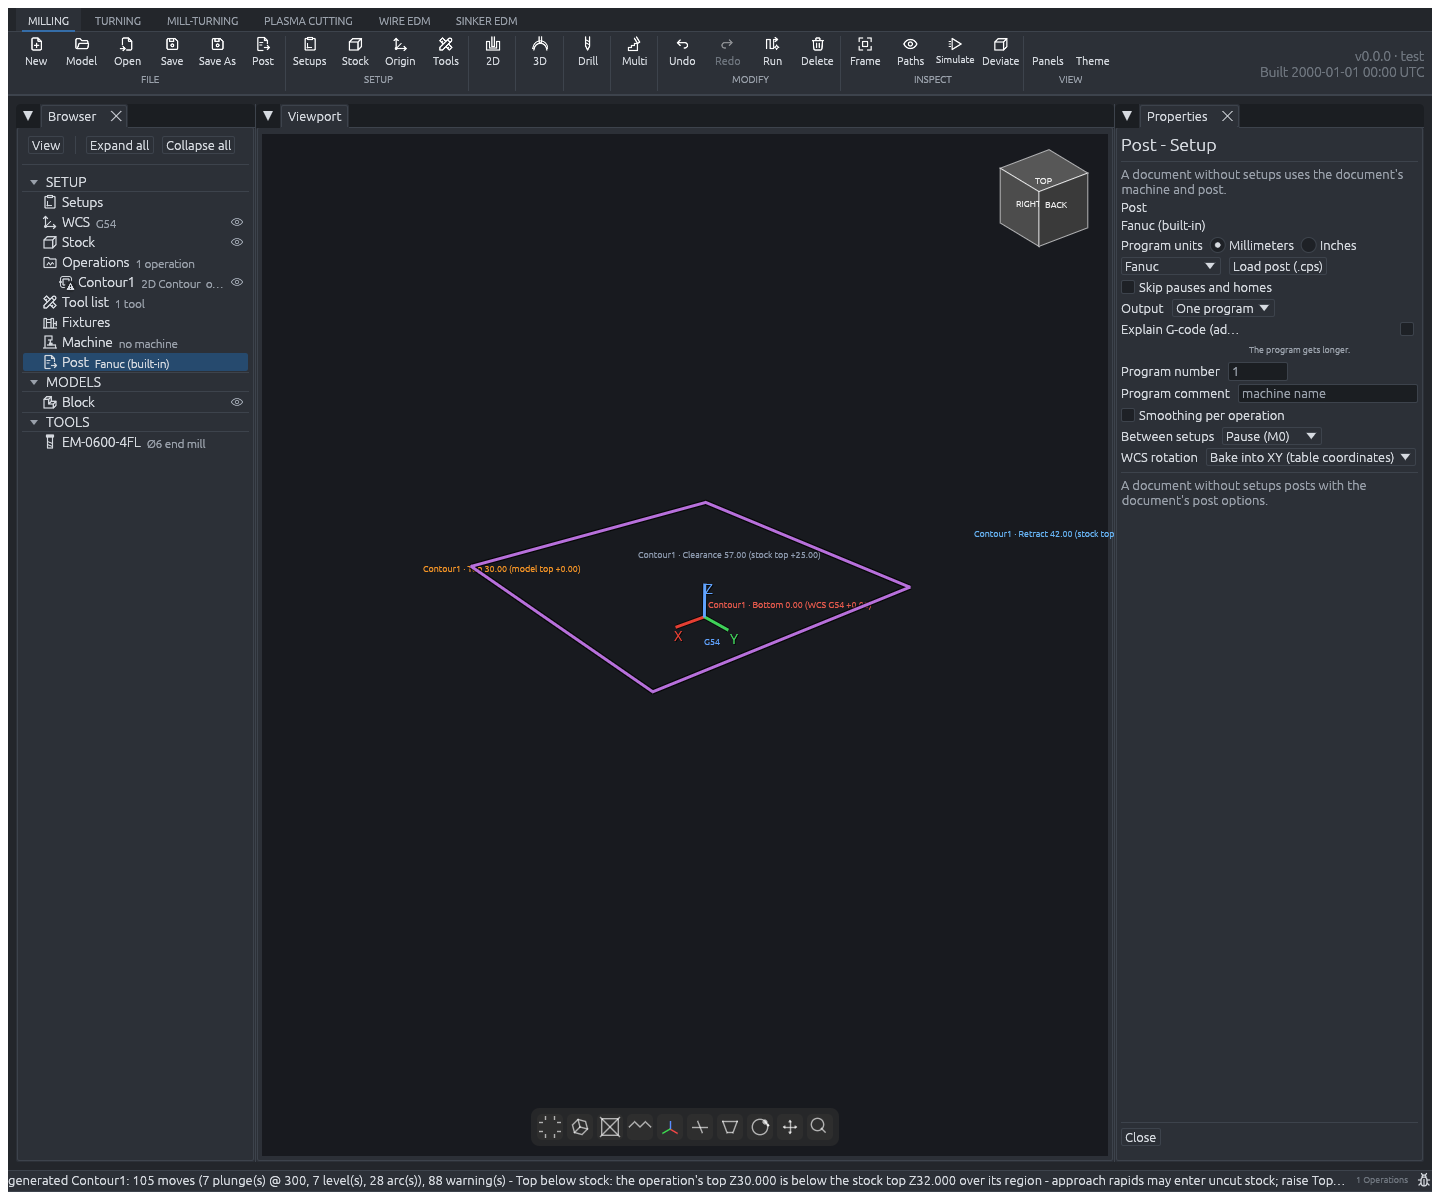 MILLING TURNING MILL-TURNING PLASMA CUTTING WIRE EDM SINKER EDM
New Model Open Save Save As Post Setups Stock Origin Tools 2D 3D Drill Multi Undo Redo Run Delete Frame Paths Simulate Deviate Panels Theme
FILE SETUP MODIFY INSPECT VIEW
v0.0.0 · test
Built 2000-01-01 00:00 UTC
Browser
View Expand all Collapse all
SETUP
Setups
WCS G54
Stock
Operations 1 operation
Contour1 2D Contour o...
Tool list 1 tool
Fixtures
Machine no machine
Post Fanuc (built-in)
MODELS
Block
TOOLS
EM-0600-4FL Ø6 end mill
Viewport
TOP
RIGHT BACK
Contour1 · Retract 42.00 (stock top
Contour1 · Clearance 57.00 (stock top +25.00)
Contour1 · 30.00 (model top +0.00)
Z
Contour1 · Bottom 0.00 (WCS G54
X
Y
G54
Properties
Post - Setup
A document without setups uses the document's
machine and post.
Post
Fanuc (built-in)
Program units Millimeters Inches
Fanuc Load post (.cps)
Skip pauses and homes
Output One program
Explain G-code (ad...
The program gets longer.
Program number 1
Program comment machine name
Smoothing per operation
Between setups Pause (M0)
WCS rotation Bake into XY (table coordinates)
A document without setups posts with the
document's post options.
Close
generated Contour1: 105 moves (7 plunge(s) @ 300, 7 level(s), 28 arc(s)), 88 warning(s) - Top below stock: the operation's top Z30.000 is below the stock top Z32.000 over its region - approach rapids may enter uncut stock; raise Top... 1 Operations